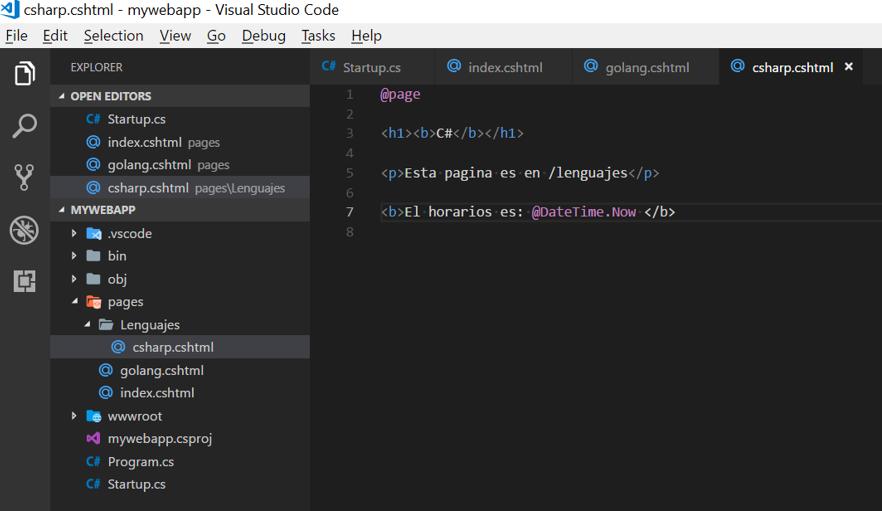 csharp.cshtml - mywebapp - Visual Studio Code
File Edit Selection View Go Debug Tasks Help
EXPLORER
OPEN EDITORS
C# Startup.cs
@ index.cshtml pages
@ golang.cshtml pages
@ csharp.cshtml pages\Lenguajes
MYWEBAPP
.vscode
bin
obj
pages
Lenguajes
@ csharp.cshtml
@ golang.cshtml
@ index.cshtml
wwwroot
mywebapp.csproj
C# Program.cs
C# Startup.cs
C# Startup.cs @ index.cshtml @ golang.cshtml @ csharp.cshtml ×
1 @page
2
3 <h1><b>C#</b></h1>
4
5 <p>Esta pagina es en /lenguajes</p>
6
7 <b>El horarios es: @DateTime.Now </b>
8